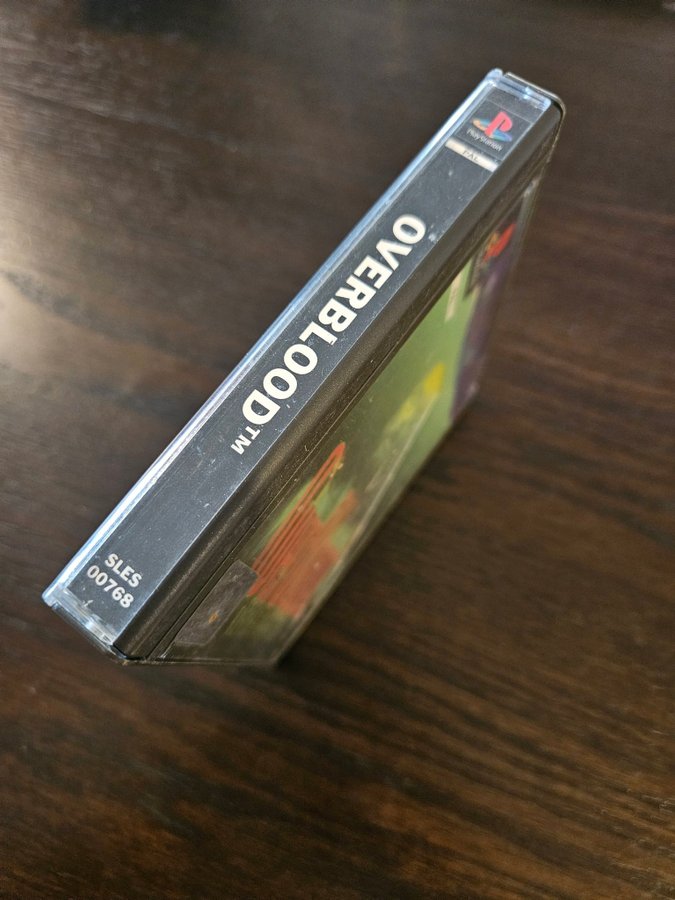 PlayStation
PAL
OVERBLOOD™
SLES
00768